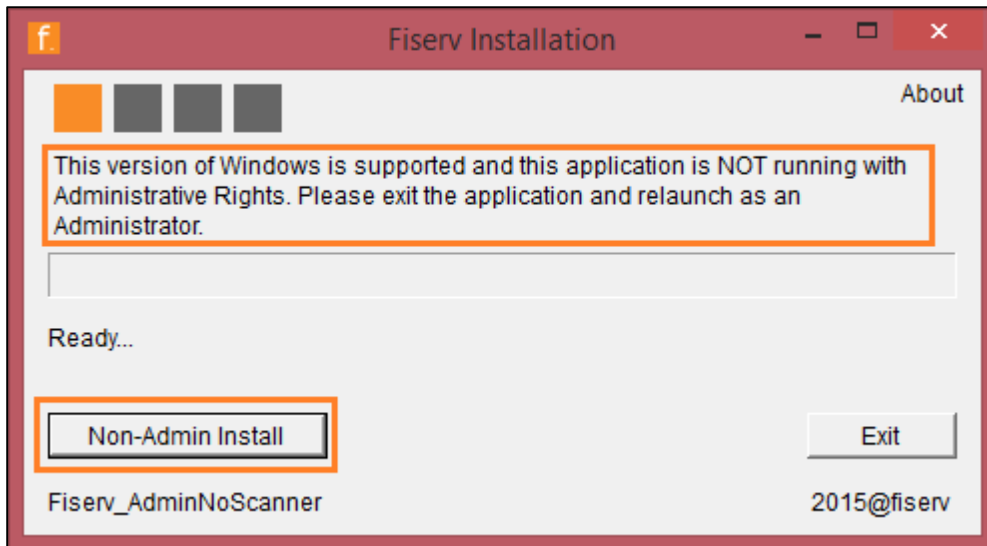 f.
Fiserv Installation
About
This version of Windows is supported and this application is NOT running with
Administrative Rights. Please exit the application and relaunch as an
Administrator.
Ready...
Non-Admin Install
Exit
Fiserv_AdminNoScanner
2015@fiserv